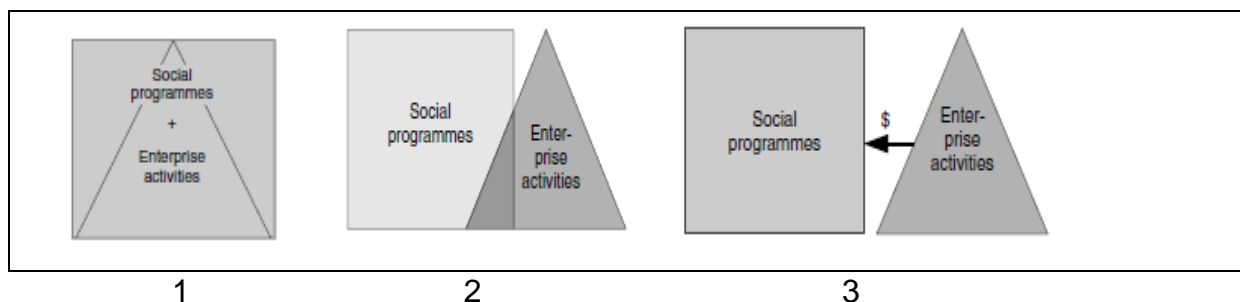 Social
programmes
+
Enterprise
activities
Social
programmes
Enter-
prise
activities
Social
programmes
$
Enter-
prise
activities
1
2
3